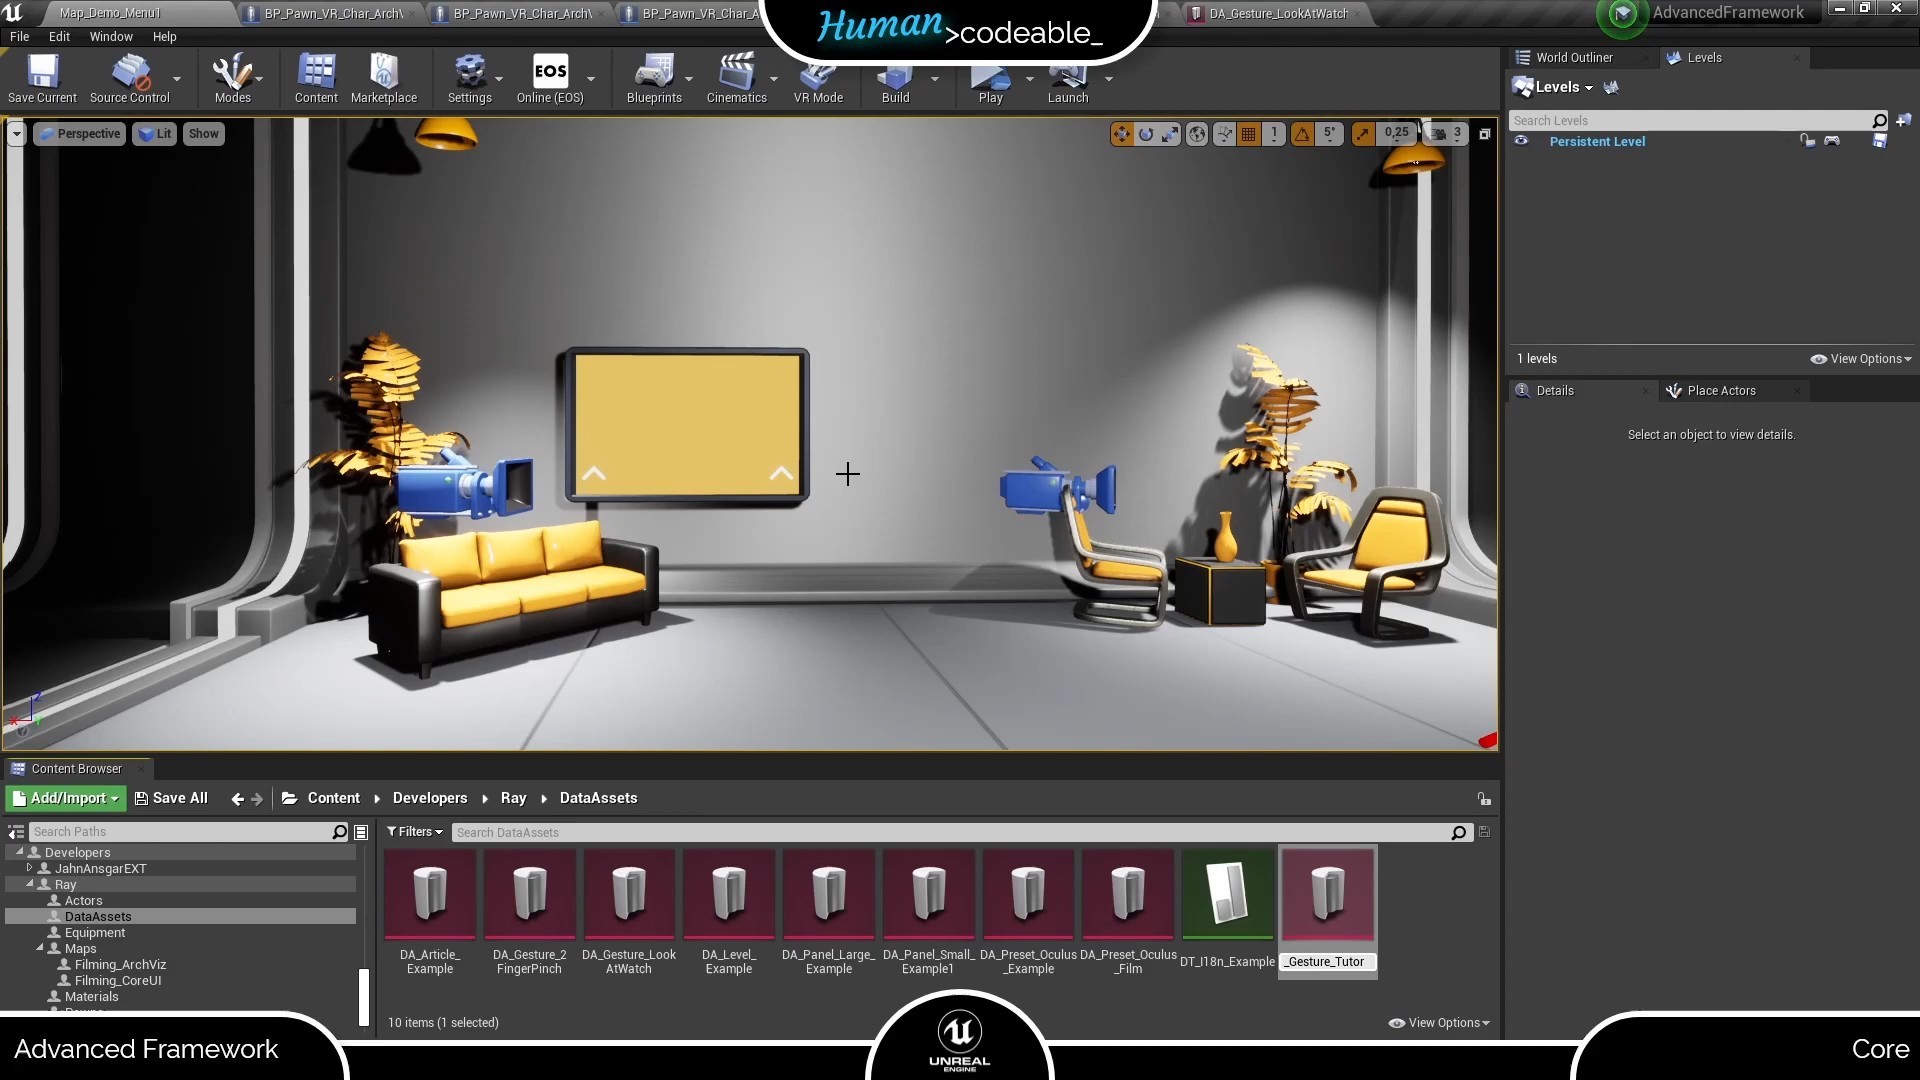 Map_Demo_Menu1
BP_Pawn_VR_Char_Arch\
BP_Pawn_VR_Char_Arch\
BP_Pawn_VR_Char_A
DA_Gesture_LookAtWatch
AdvancedFramework
Human >codeable_
File
Edit
Window
Help
Save Current
Source Control
Modes
Content
Marketplace
Settings
EOS
Online (EOS)
Blueprints
Cinematics
VR Mode
Build
Play
Launch
World Outliner
Levels
Levels
Search Levels
Persistent Level
Perspective
Lit
Show
1
5°
0,25
3
1 levels
View Options
Details
Place Actors
Select an object to view details.
Content Browser
Add/Import
Save All
Content
Developers
Ray
DataAssets
Search Paths
Filters
Search DataAssets
Developers
JahnAnsgarEXT
Ray
Actors
DataAssets
Equipment
Maps
Filming_ArchViz
Filming_CoreUI
Materials
DA_Article_
Example
DA_Gesture_2
FingerPinch
DA_Gesture_Look
AtWatch
DA_Level_
Example
DA_Panel_Large_
Example
DA_Panel_Small_
Example1
DA_Preset_Oculus
_Example
DA_Preset_Oculus
_Film
DT_I18n_Example
_Gesture_Tutor
10 items (1 selected)
View Options
Advanced Framework
UNREAL
ENGINE
Core